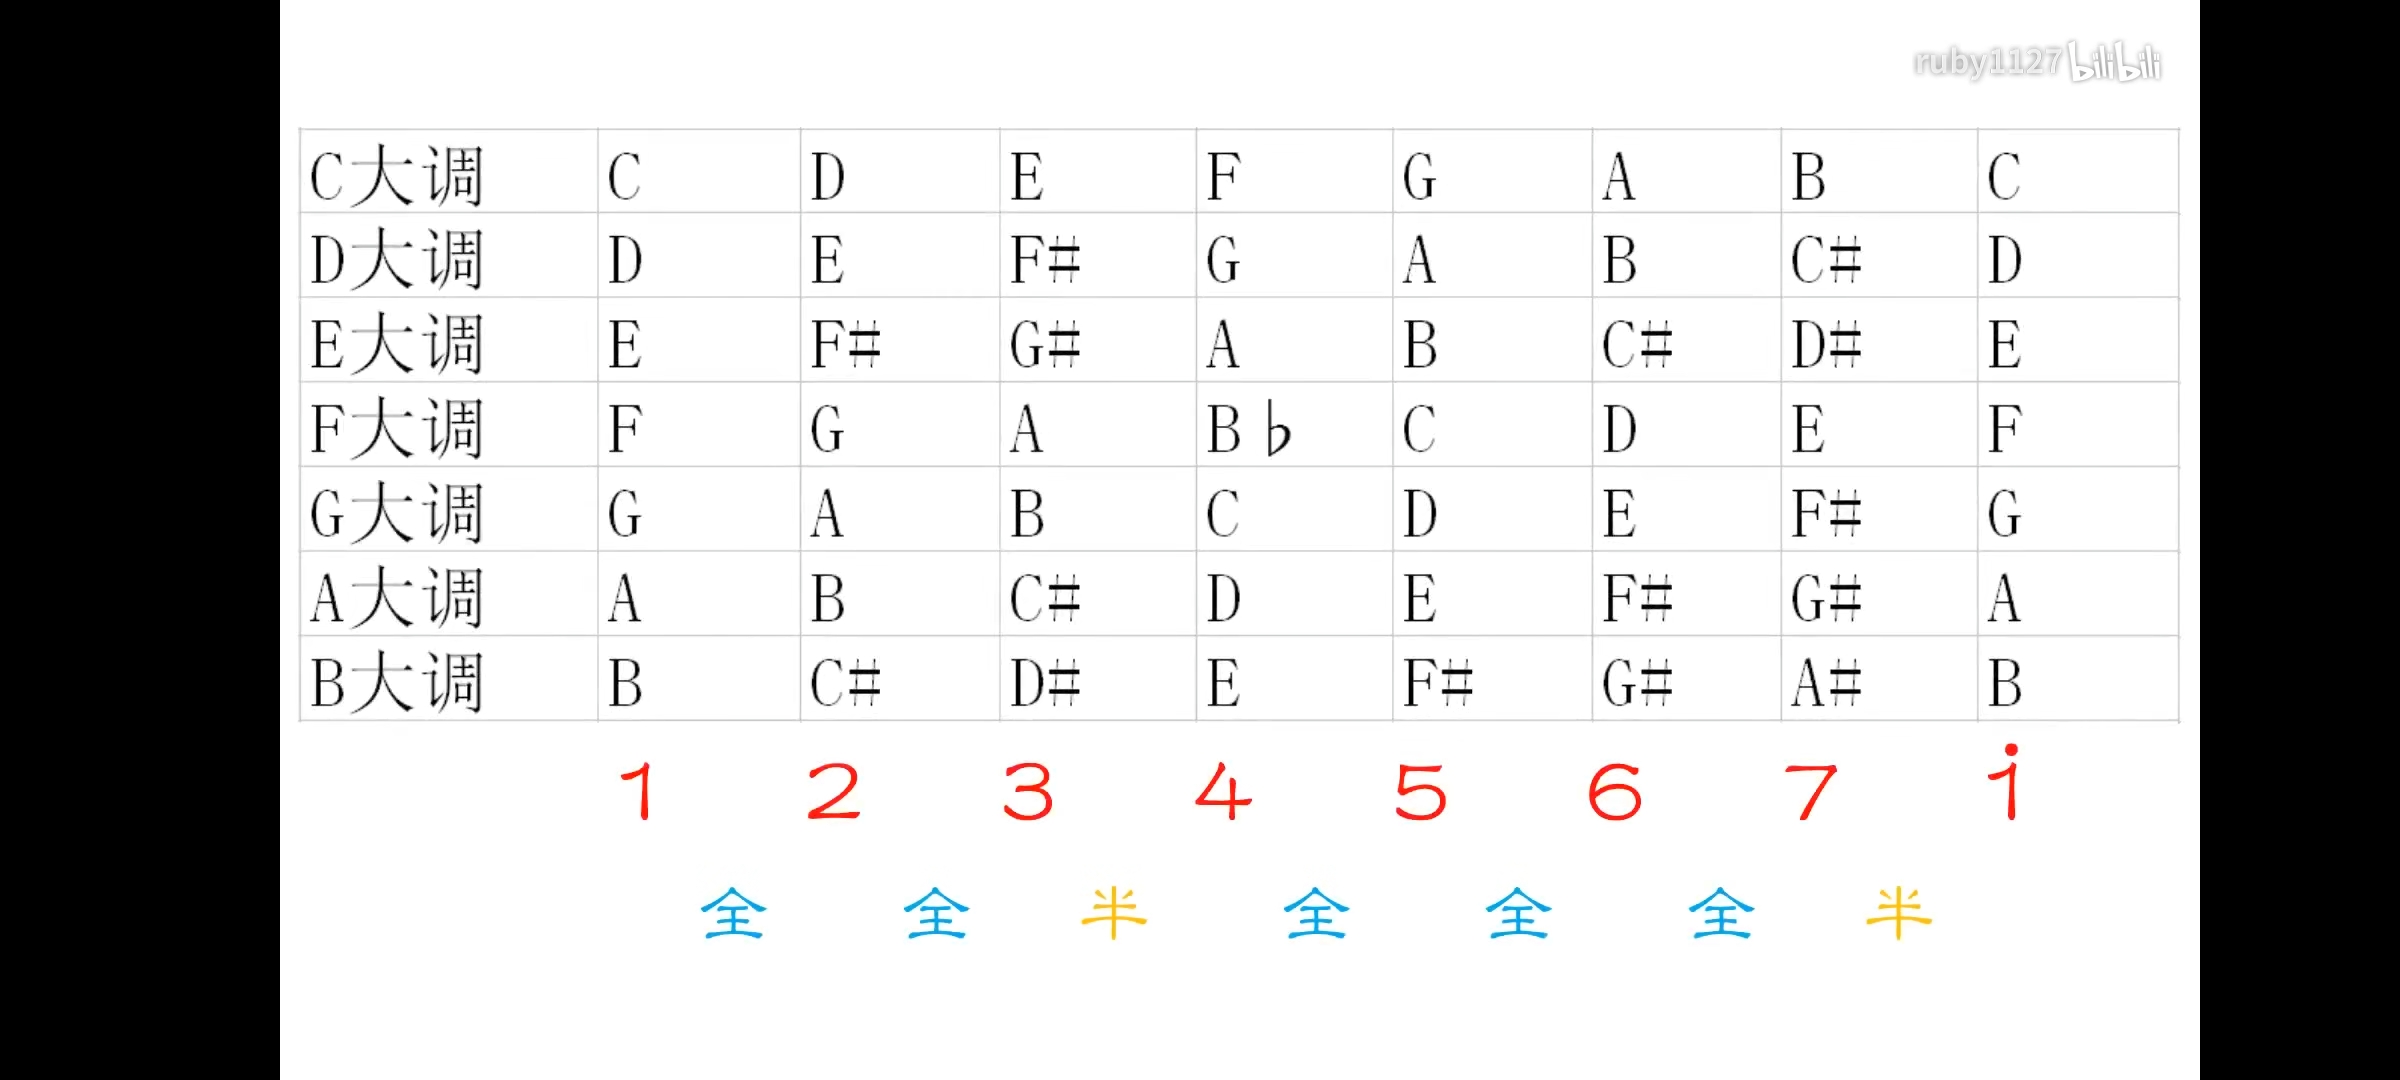 ruby1127 bilibili
C大调 C D E F G A B C
D大调 D E F# G A B C# D
E大调 E F# G# A B C# D# E
F大调 F G A B♭ C D E F
G大调 G A B C D E F# G
A大调 A B C# D E F# G# A
B大调 B C# D# E F# G# A# B
1 2 3 4 5 6 7 1̇
全 全 半 全 全 全 半